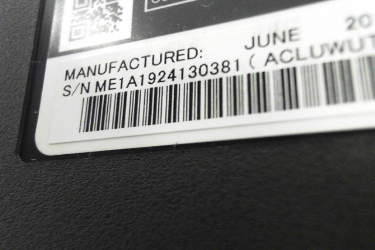 MANUFACTURED: JUNE 20
S/N ME1A1924130381 ( ACLUWUT